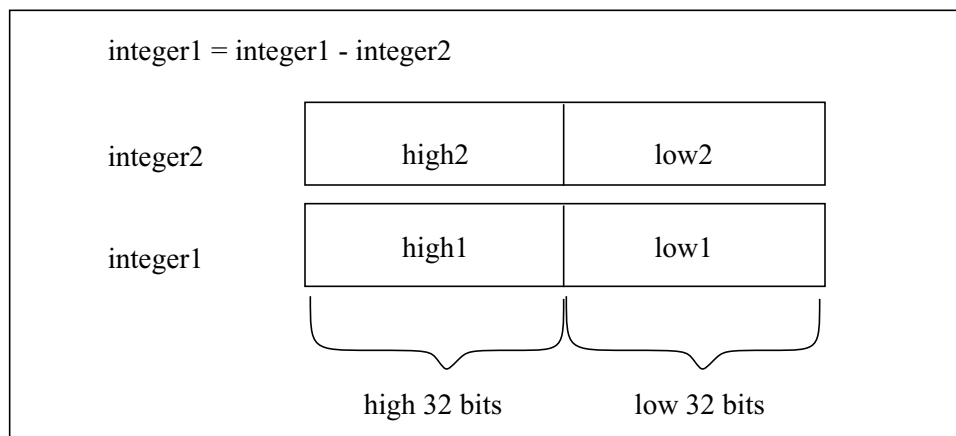 integer1 = integer1 - integer2
integer2 high2 low2
integer1 high1 low1
high 32 bits low 32 bits